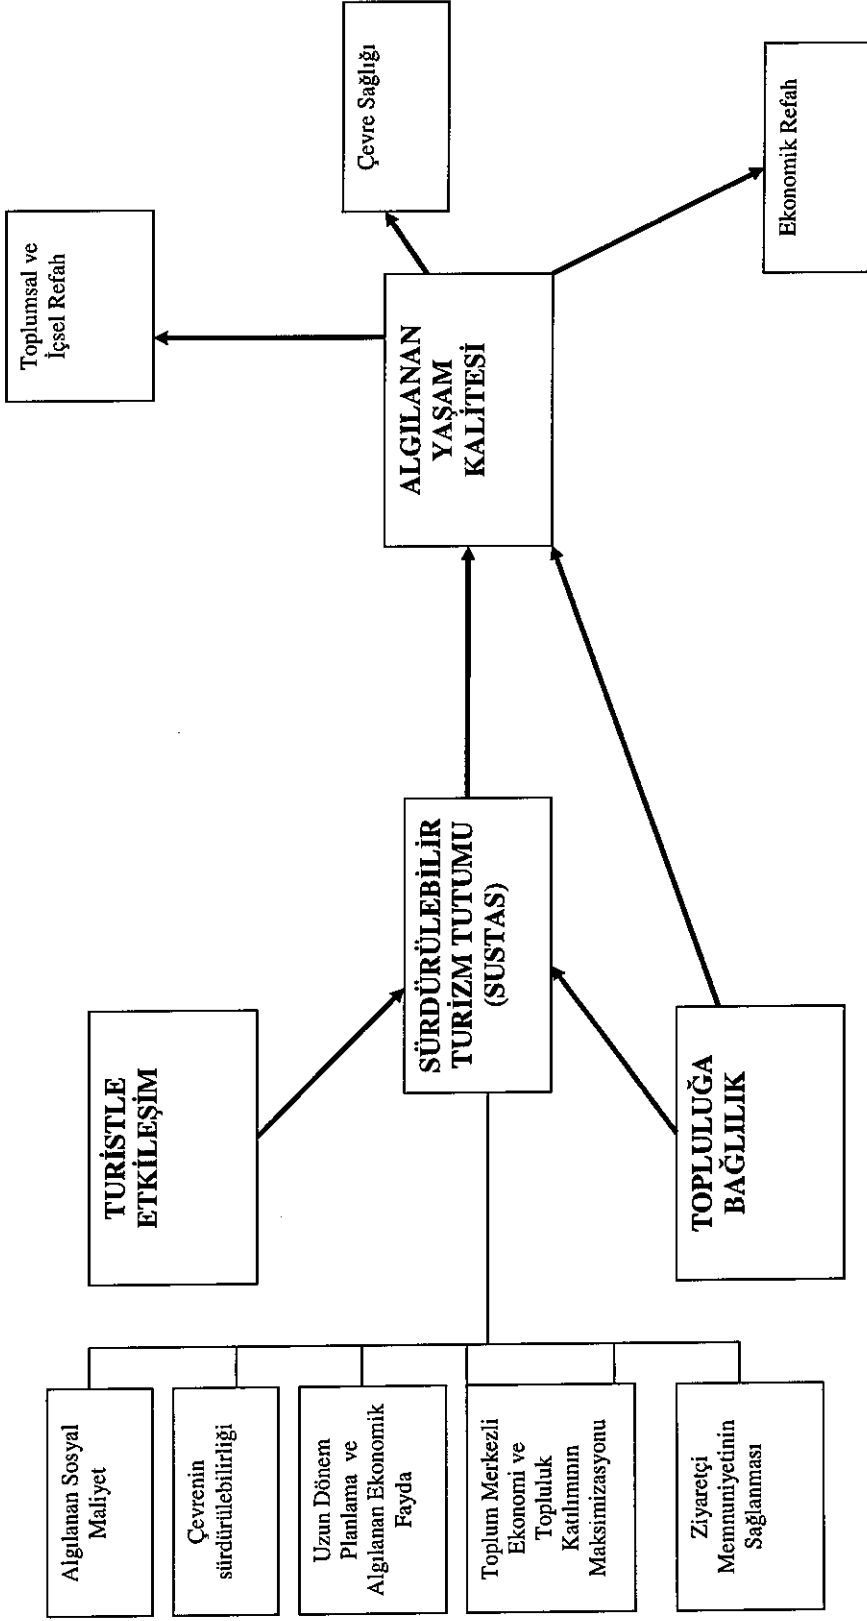 Algılanan Sosyal
Maliyet
Çevrenin
sürdürülebilirliği
Uzun Dönem
Planlama ve
Algılanan Ekonomik
Fayda
Toplum Merkezli
Ekonomi ve
Topluluk
Katılımının
Maksimizasyonu
Ziyaretçi
Memnuniyetinin
Sağlanması
TURİSTLE
ETKİLEŞİM
TOPLULUĞA
BAĞLILIK
SÜRDÜRÜLEBİLİR
TURİZM TUTUMU
(SUSTAS)
ALGILANAN
YAŞAM
KALİTESİ
Toplumsal ve
İçsel Refah
Çevre Sağlığı
Ekonomik Refah